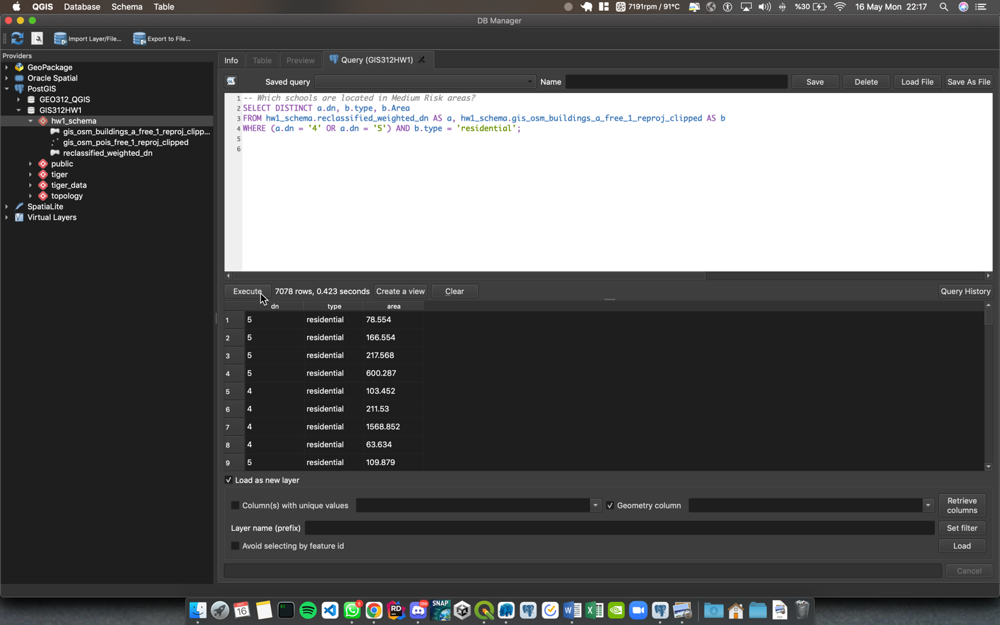 QGIS Database Schema Table 7191rpm / 91°C %30 16 May Mon 22:17
DB Manager
Import Layer/File... Export to File...
Providers
GeoPackage
Oracle Spatial
PostGIS
GEO312_QGIS
GIS312HW1
hw1_schema
gis_osm_buildings_a_free_1_reproj_clipp...
gis_osm_pois_free_1_reproj_clipped
reclassified_weighted_dn
public
tiger
tiger_data
topology
SpatiaLite
Virtual Layers
Info Table Preview Query (GIS312HW1)
Saved query Name Save Delete Load File Save As File
1 -- Which schools are located in Medium Risk areas?
2 SELECT DISTINCT a.dn, b.type, b.Area
3 FROM hw1_schema.reclassified_weighted_dn AS a, hw1_schema.gis_osm_buildings_a_free_1_reproj_clipped AS b
4 WHERE (a.dn = '4' OR a.dn = '5') AND b.type = 'residential';
5
6
Execute 7078 rows, 0.423 seconds Create a view Clear Query History
dn type area
1 5 residential 78.554
2 5 residential 166.554
3 5 residential 217.568
4 5 residential 600.287
5 4 residential 103.452
6 4 residential 211.53
7 4 residential 1568.852
8 4 residential 63.634
9 5 residential 109.879
Load as new layer
Column(s) with unique values Geometry column Retrieve columns
Layer name (prefix) Set filter
Avoid selecting by feature id Load
Cancel
MAY 16 5 RD 586 SNAP W X PDF